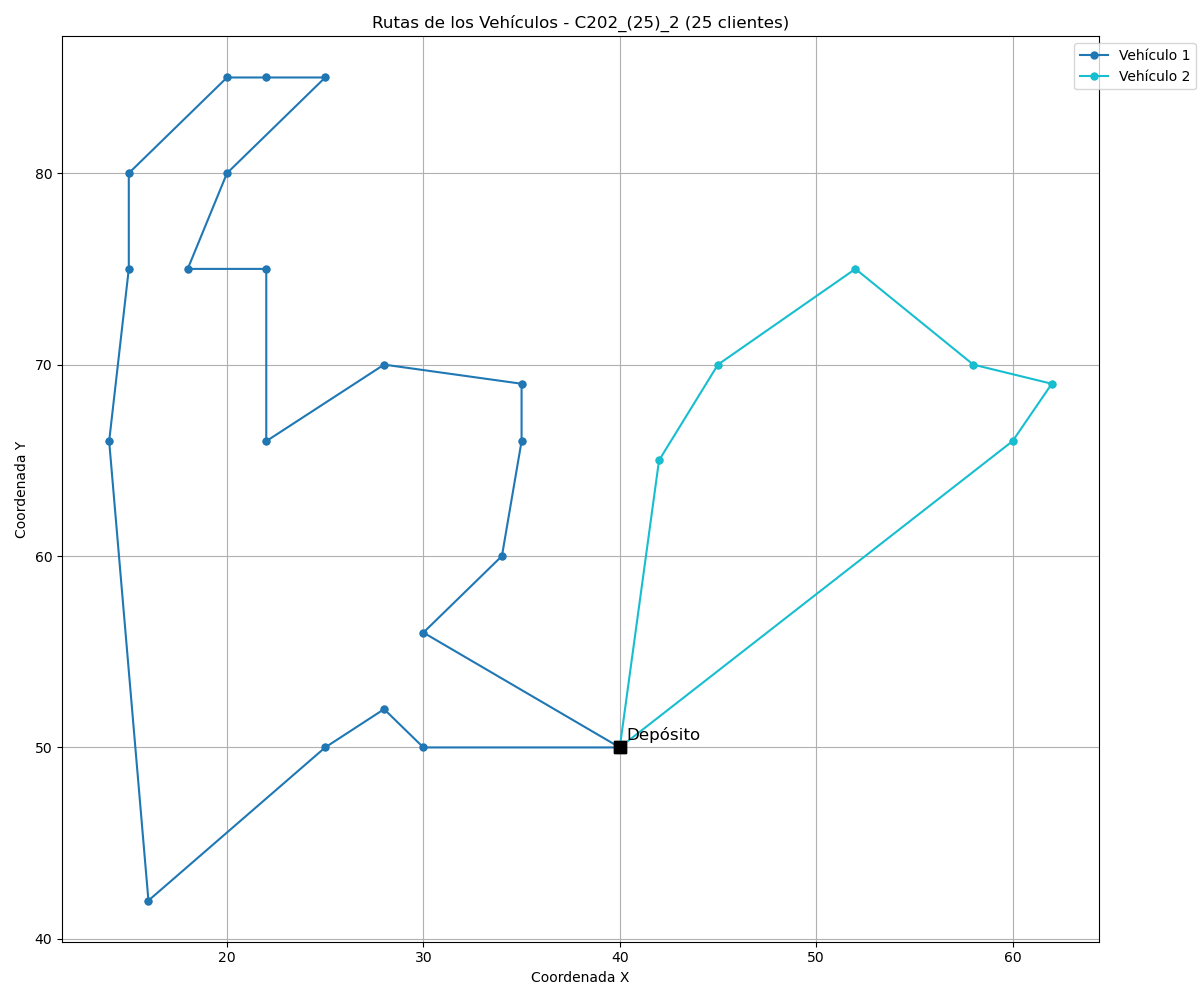 Rutas de los Vehículos - C202_(25)_2 (25 clientes)
Vehículo 1
Vehículo 2
80
70
60
50
40
Coordenada Y
Depósito
20
30
40
50
60
Coordenada X